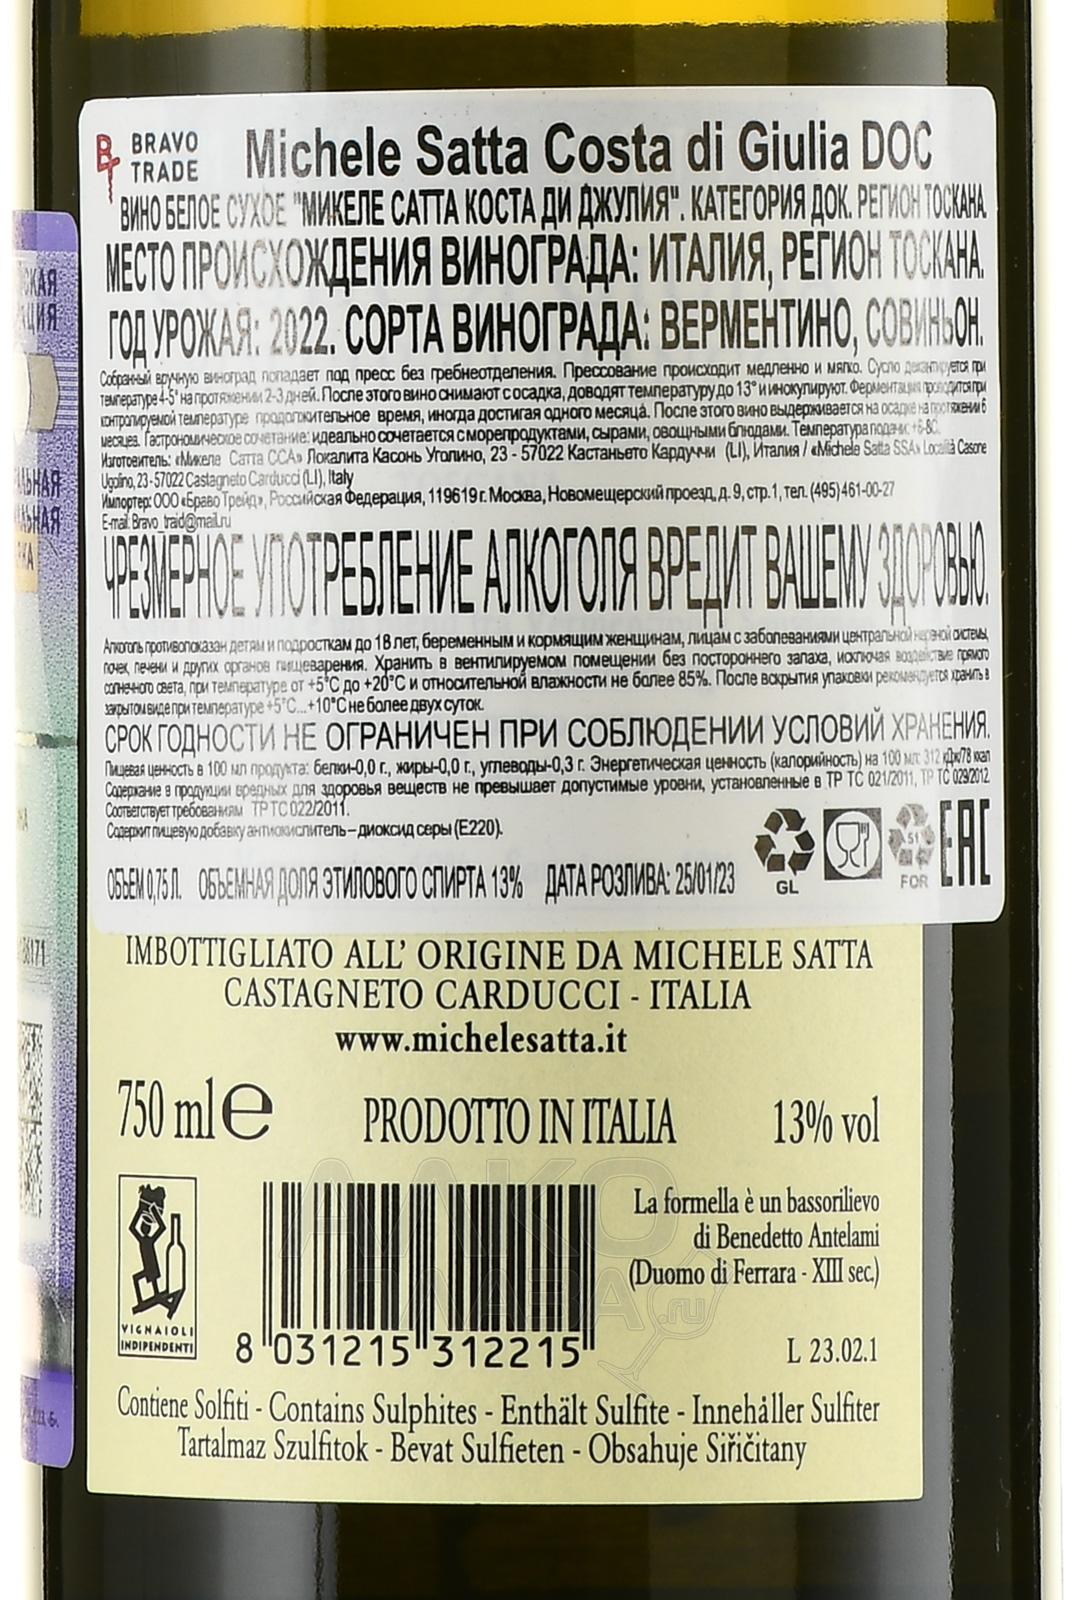 BRAVO
TRADE
Michele Satta Costa di Giulia DOC
ВИНО БЕЛОЕ СУХОЕ "МИКЕЛЕ САТТА КОСТА ДИ ДЖУЛИЯ". КАТЕГОРИЯ ДОК. РЕГИОН ТОСКАНА.
МЕСТО ПРОИСХОЖДЕНИЯ ВИНОГРАДА: ИТАЛИЯ, РЕГИОН ТОСКАНА.
ГОД УРОЖАЯ: 2022. СОРТА ВИНОГРАДА: ВЕРМЕНТИНО, СОВИНЬОН.
Собранный вручную виноград попадает под пресс без гребнеотделения. Прессование происходит медленно и мягко. Сусло декантируется при
температуре 4-5° на протяжении 2-3 дней. После этого вино снимают с осадка, доводят температуру до 13° и инокулируют. Ферментация проводится при
контролируемой температуре продолжительное время, иногда достигая одного месяца. После этого вино выдерживается на осадке на протяжении 6
месяцев. Гастрономическое сочетание: идеально сочетается с морепродуктами, сырами, овощными блюдами. Температура подачи: +6-8С.
Изготовитель: «Микеле Сатта ССА» Локалита Касонь Уголино, 23 - 57022 Кастаньето Кардуччи (LI), Италия / «Michele Satta SSA» Località Casone
Ugolino, 23 - 57022 Castagneto Carducci (LI), Italy
Импортер: ООО «Браво Трейд», Российская Федерация, 119619 г. Москва, Новомещерский проезд, д. 9, стр.1, тел. (495) 461-00-27
E-mail: Bravo_traid@mail.ru
ЧРЕЗМЕРНОЕ УПОТРЕБЛЕНИЕ АЛКОГОЛЯ ВРЕДИТ ВАШЕМУ ЗДОРОВЬЮ.
Алкоголь противопоказан детям и подросткам до 18 лет, беременным и кормящим женщинам, лицам с заболеваниями центральной нервной системы,
почек, печени и других органов пищеварения. Хранить в вентилируемом помещении без постороннего запаха, исключая воздействие прямого
солнечного света, при температуре от +5°С до +20°С и относительной влажности не более 85%. После вскрытия упаковки рекомендуется хранить в
закрытом виде при температуре +5°С...+10°С не более двух суток.
СРОК ГОДНОСТИ НЕ ОГРАНИЧЕН ПРИ СОБЛЮДЕНИИ УСЛОВИЙ ХРАНЕНИЯ.
Пищевая ценность в 100 мл продукта: белки-0,0 г., жиры-0,0 г., углеводы-0,3 г. Энергетическая ценность (калорийность) на 100 мл: 312 кДж/78 ккал
Содержание в продукции вредных для здоровья веществ не превышает допустимые уровни, установленные в ТР ТС 021/2011, ТР ТС 029/2012.
Соответствует требованиям ТР ТС 022/2011.
Содержит пищевую добавку антиокислитель – диоксид серы (Е220).
ОБЪЕМ 0,75 Л. ОБЪЕМНАЯ ДОЛЯ ЭТИЛОВОГО СПИРТА 13% ДАТА РОЗЛИВА: 25/01/23
GL
51
FOR
EAC
IMBOTTIGLIATO ALL' ORIGINE DA MICHELE SATTA
CASTAGNETO CARDUCCI - ITALIA
www.michelesatta.it
750 ml e PRODOTTO IN ITALIA 13% vol
VIGNAIOLI
INDIPENDENTI
8 031215 312215
La formella è un bassorilievo
di Benedetto Antelami
(Duomo di Ferrara - XIII sec.)
L 23.02.1
Contiene Solfiti - Contains Sulphites - Enthält Sulfite - Innehåller Sulfiter
Tartalmaz Szulfitok - Bevat Sulfieten - Obsahuje Siřičitany
АЛКО
ПЛАЗА.ru